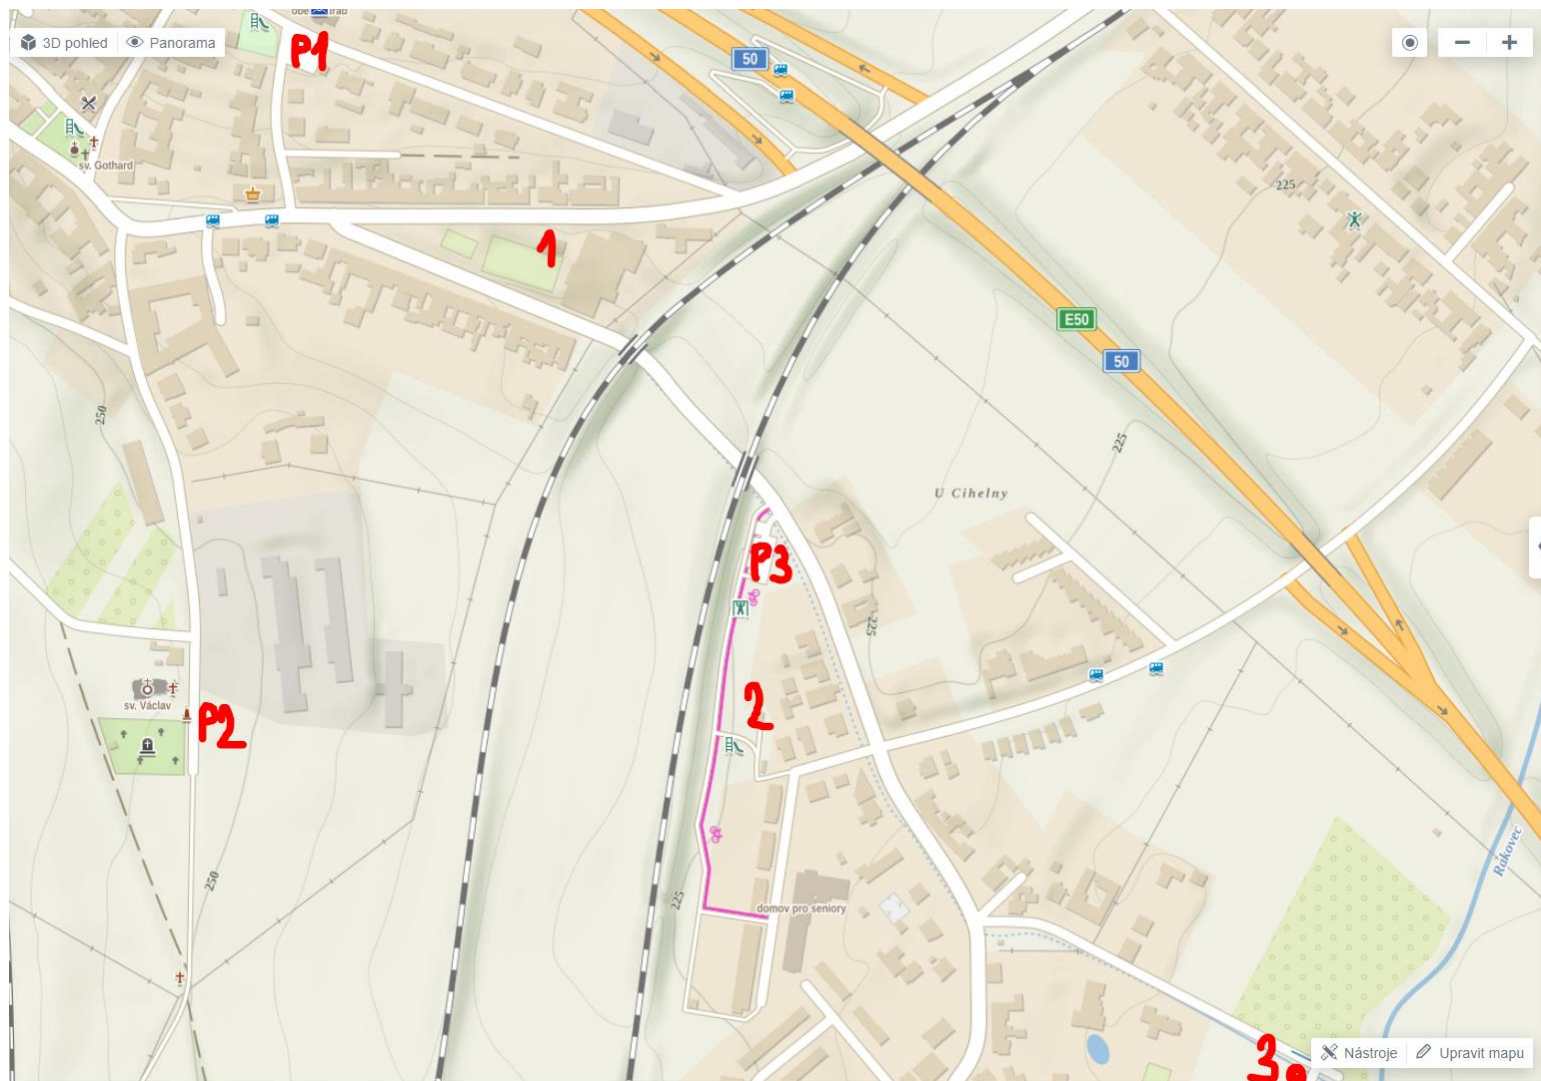 3D pohled
Panorama
P1
50
sv. Gothard
1
225
E50
50
250
225
U Cihelny
P3
225
sv. Václav
P2
2
250
225
domov pro seniory
Rakovec
3
Nástroje
Upravit mapu